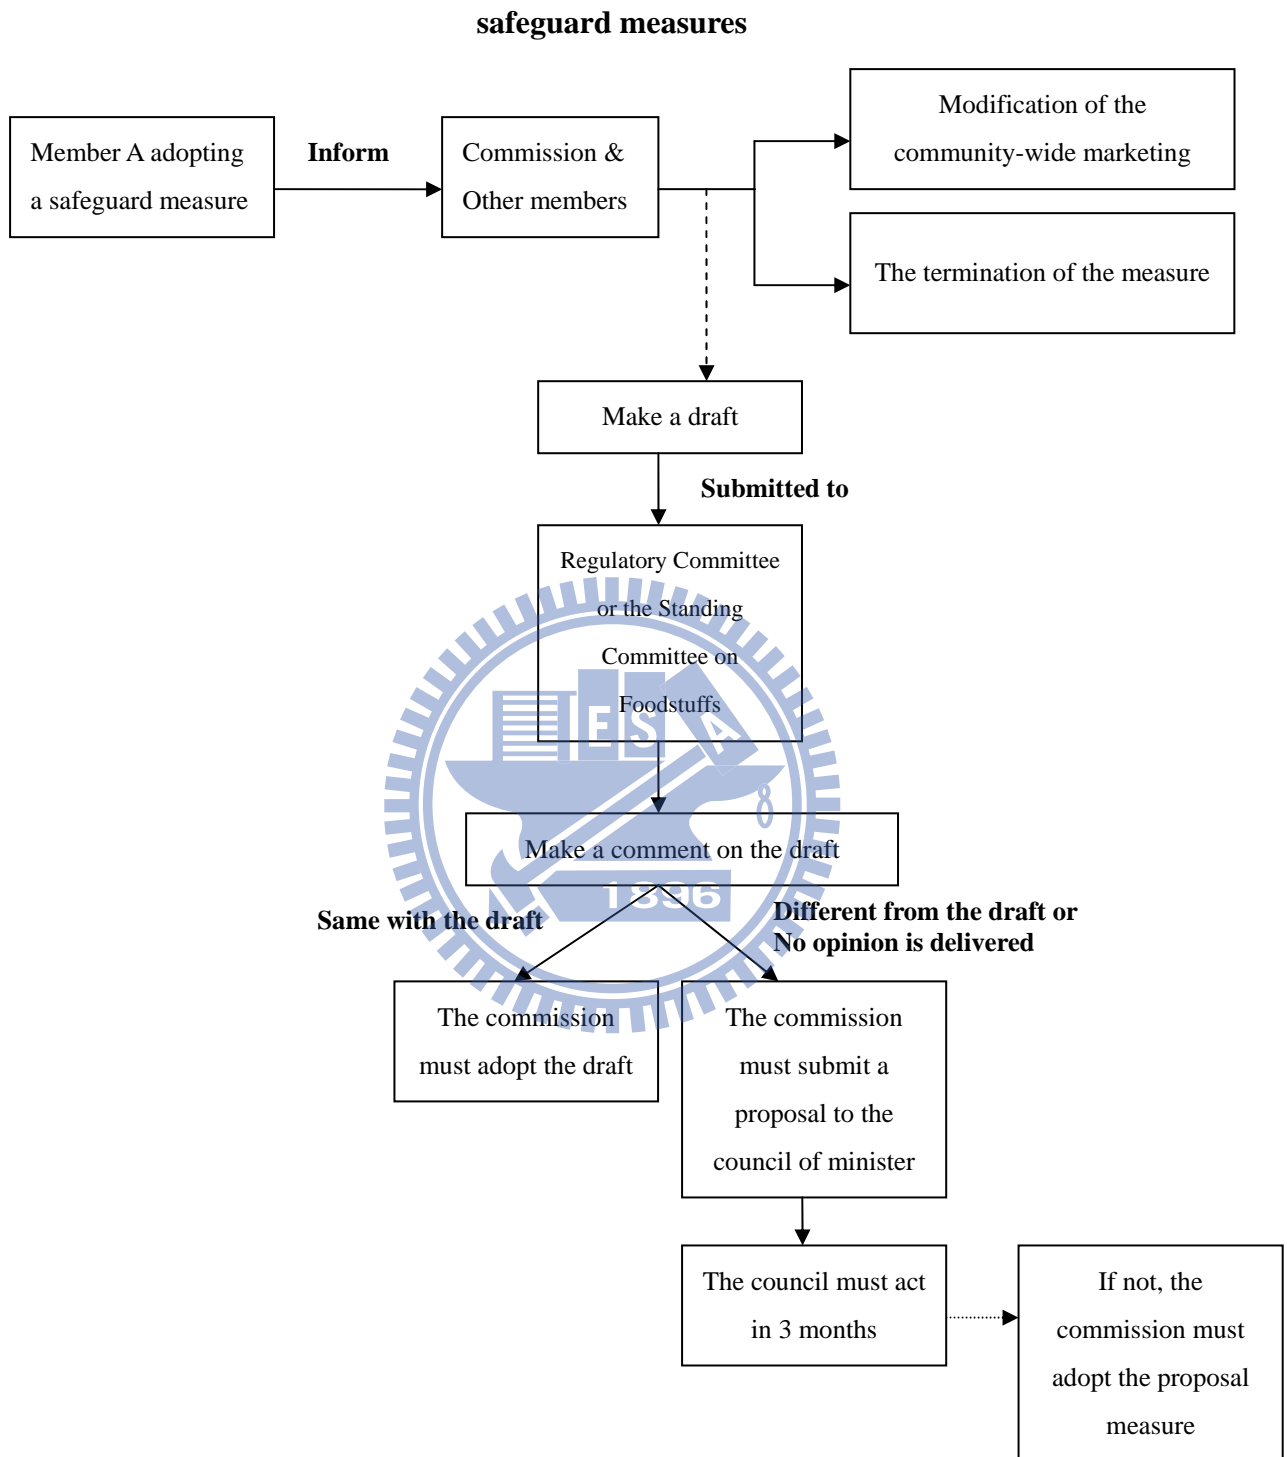 safeguard measures
Member A adopting
a safeguard measure
Inform
Commission &
Other members
Modification of the
community-wide marketing
The termination of the measure
Make a draft
Submitted to
Regulatory Committee
or the Standing
Committee on
Foodstuffs
E S A
Make a comment on the draft
1896
Same with the draft
Different from the draft or
No opinion is delivered
The commission
must adopt the draft
The commission
must submit a
proposal to the
council of minister
The council must act
in 3 months
If not, the
commission must
adopt the proposal
measure